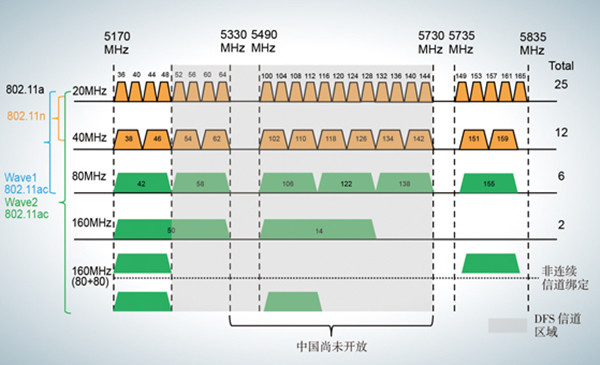 5170 MHz
5330 MHz
5490 MHz
5730 MHz
5735 MHz
5835 MHz
Total
802.11a
802.11n
20MHz
36 40 44 48 52 56 60 64 100 104 108 112 116 120 124 128 132 136 140 144 149 153 157 161 165
25
40MHz
38 46 54 62 102 110 118 126 134 142 151 159
12
Wave1
802.11ac
Wave2
802.11ac
80MHz
42 58 106 122 138 155
6
160MHz
50 14
2
160MHz
(80+80)
非连续
信道绑定
DFS 信道
区域
中国尚未开放